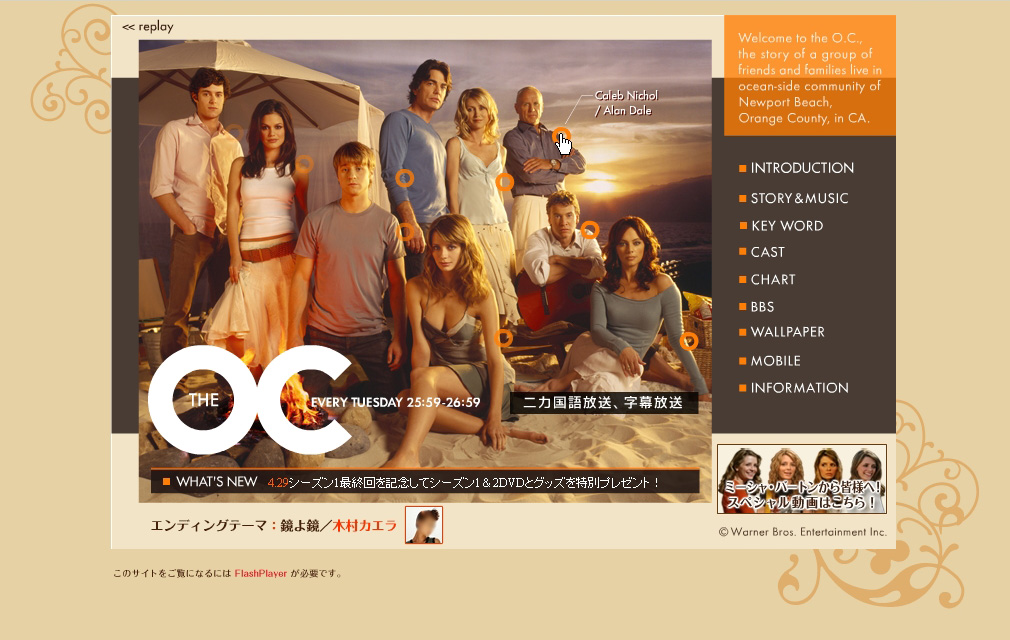 << replay
Welcome to the O.C.,
the story of a group of
friends and families live in
ocean-side community of
Newport Beach,
Orange County, in CA.
Caleb Nichol
/ Alan Dale
INTRODUCTION
STORY & MUSIC
KEY WORD
CAST
CHART
BBS
WALLPAPER
MOBILE
INFORMATION
THE OC
EVERY TUESDAY 25:59-26:59
二カ国語放送、字幕放送
WHAT'S NEW 4.29シーズン1最終回を記念してシーズン1&2DVDとグッズを特別プレゼント!
ミーシャ・バートンから皆様へ!
スペシャル動画はこちら!
エンディングテーマ:鏡よ鏡/木村カエラ
©Warner Bros. Entertainment Inc.
このサイトをご覧になるには FlashPlayer が必要です。